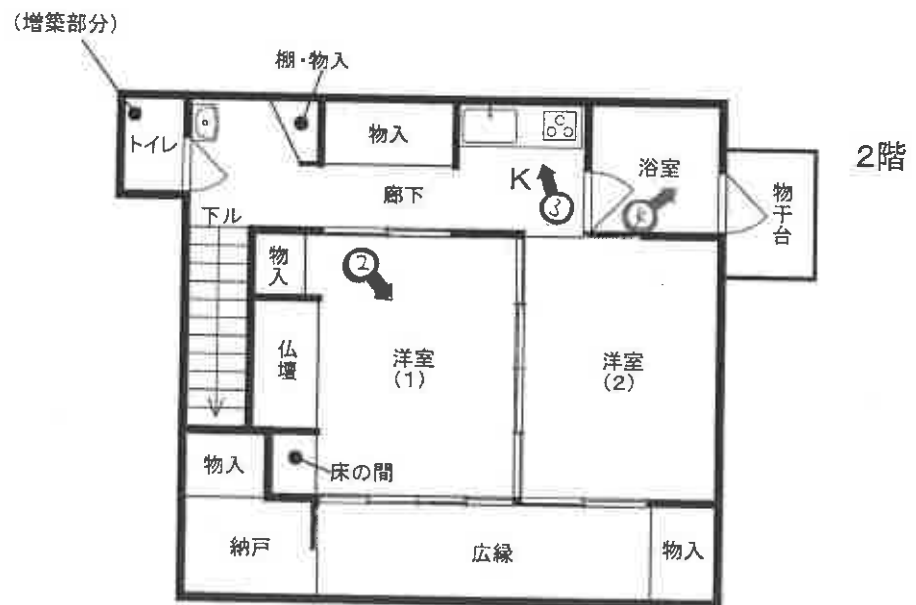 (増築部分)
棚・物入
トイレ
物入
浴室
2階
K
3
廊下
物干台
下ル
物入
2
仏壇
洋室
(1)
洋室
(2)
物入
床の間
納戸
広縁
物入